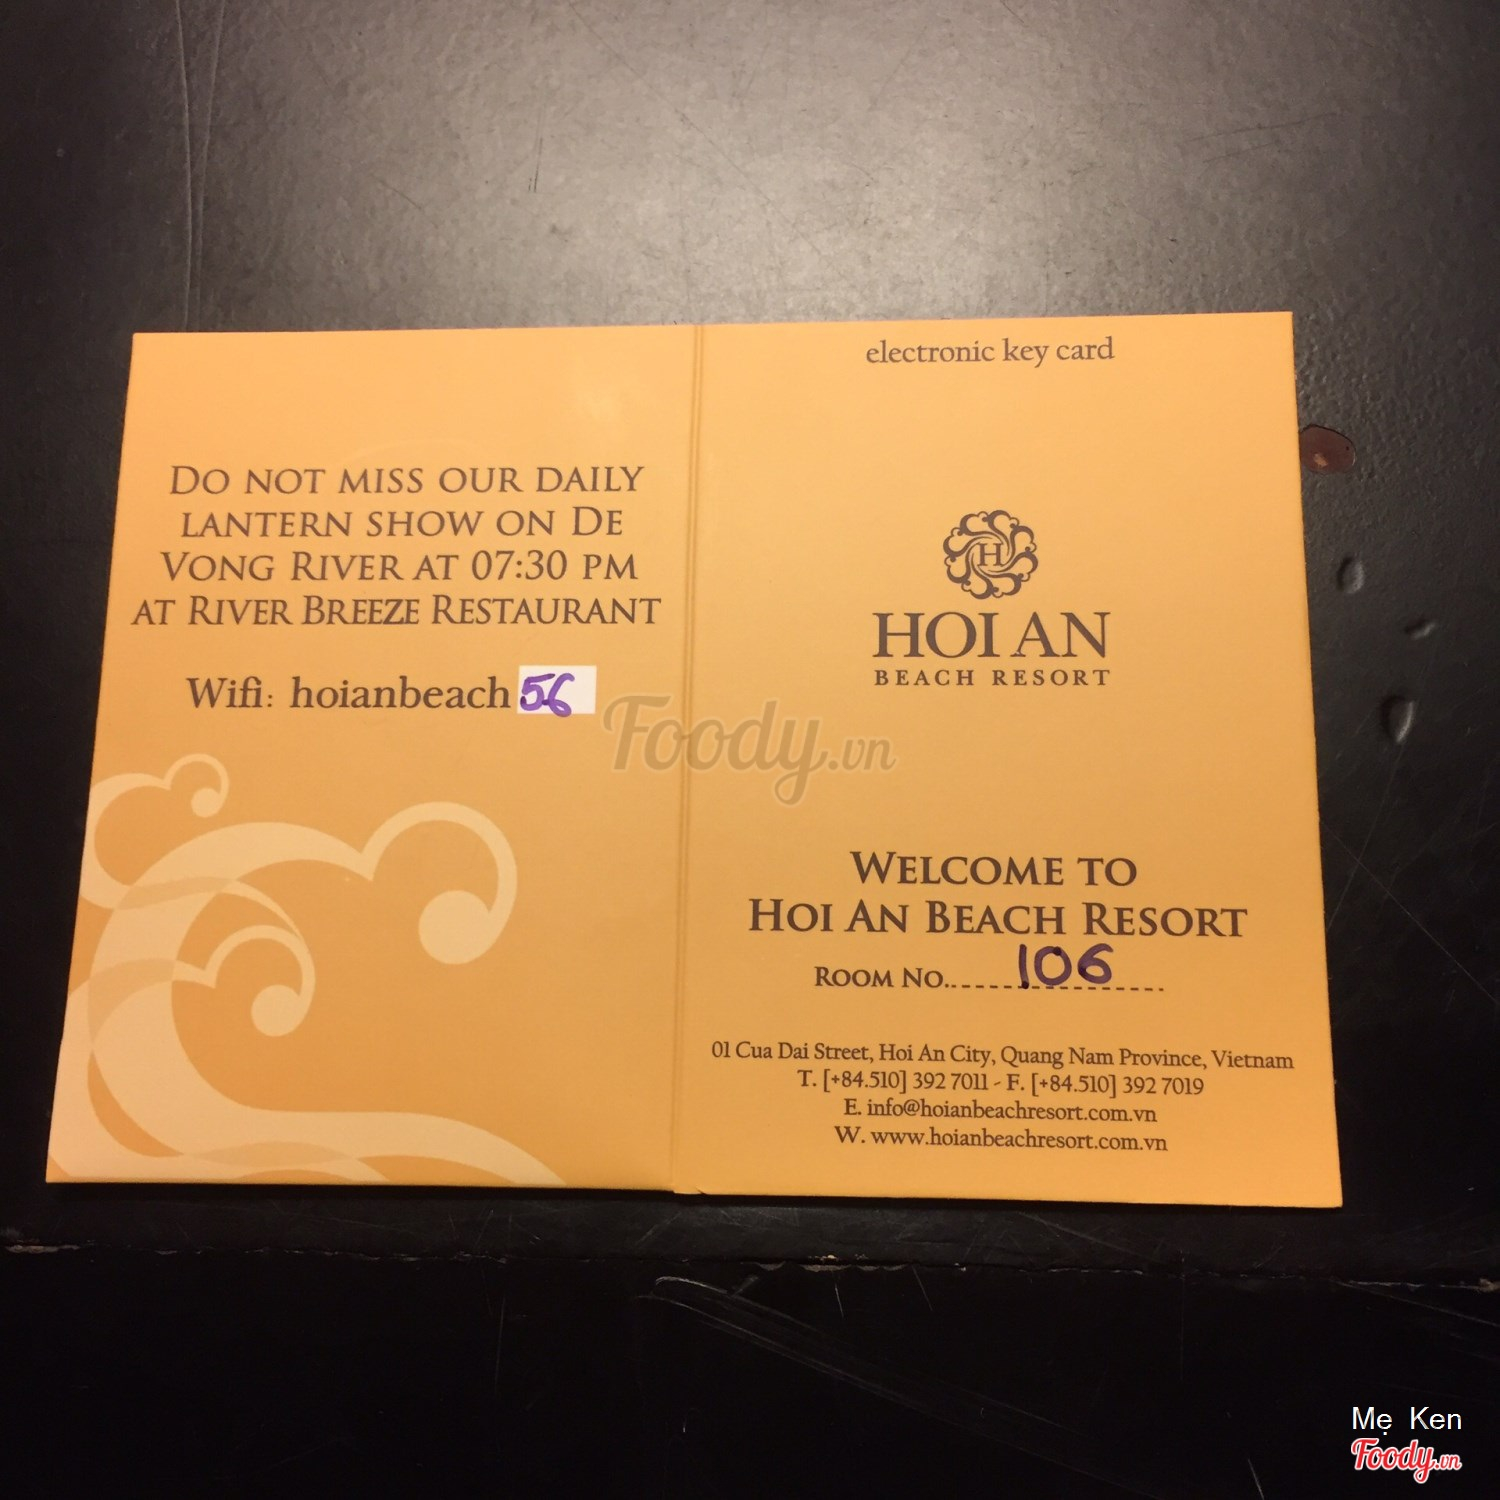 electronic key card
DO NOT MISS OUR DAILY
LANTERN SHOW ON DE
VONG RIVER AT 07:30 PM
AT RIVER BREEZE RESTAURANT
Wifi: hoianbeach56
Foody.vn
H
HOI AN
BEACH RESORT
WELCOME TO
HOI AN BEACH RESORT
ROOM NO. 106
01 Cua Dai Street, Hoi An City, Quang Nam Province, Vietnam
T. [+84.510] 392 7011 - F. [+84.510] 392 7019
E. info@hoianbeachresort.com.vn
W. www.hoianbeachresort.com.vn
Mẹ Ken
Foody.vn